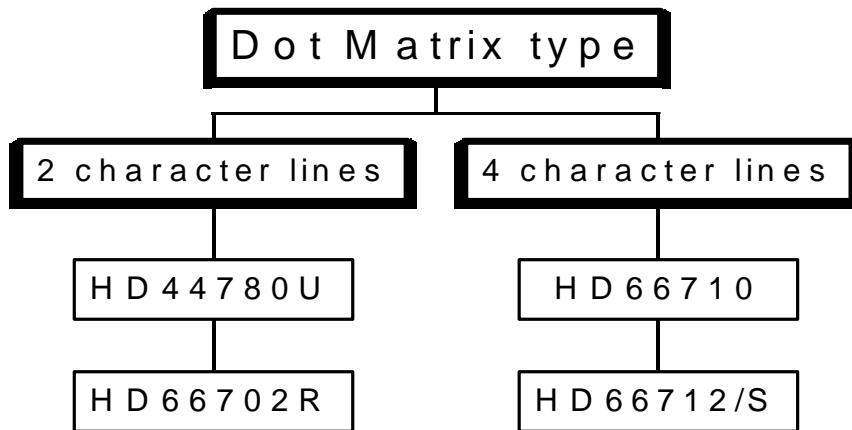 Dot Matrix type
2 character lines
4 character lines
HD44780U
HD66710
HD66702R
HD66712/S